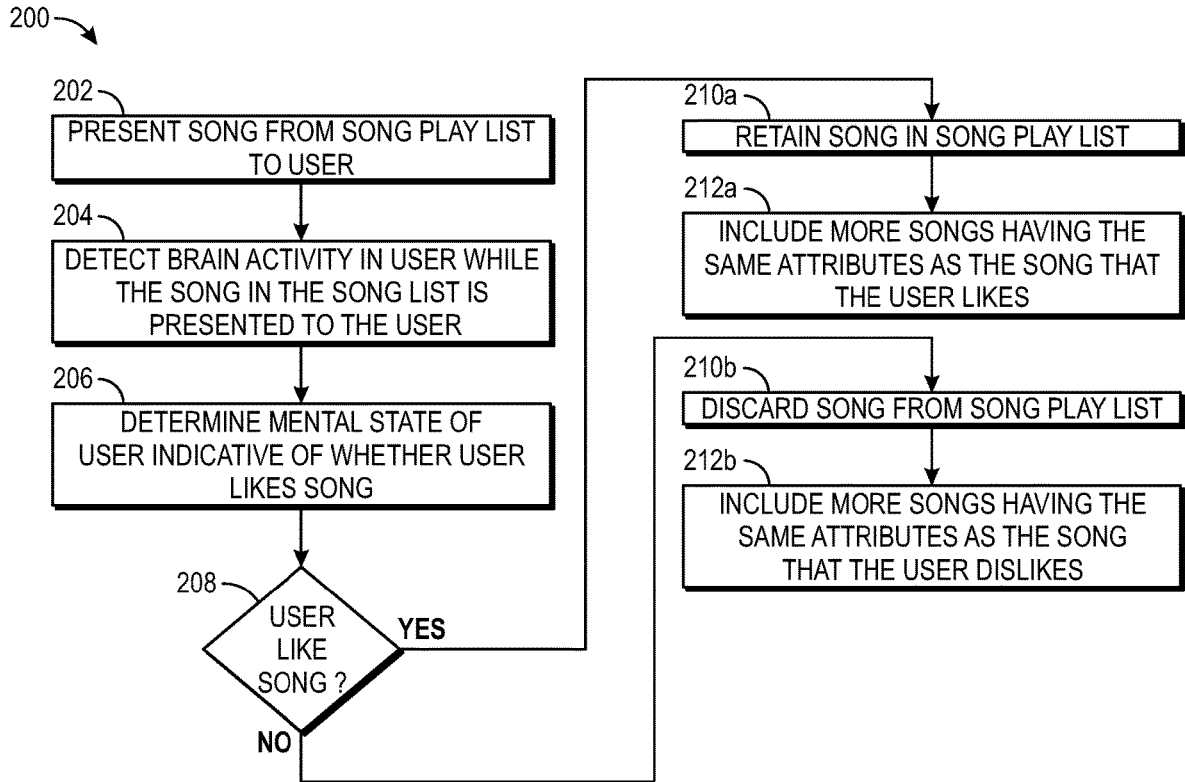 200
202
PRESENT SONG FROM SONG PLAY LIST
TO USER
204
DETECT BRAIN ACTIVITY IN USER WHILE
THE SONG IN THE SONG LIST IS
PRESENTED TO THE USER
206
DETERMINE MENTAL STATE OF
USER INDICATIVE OF WHETHER USER
LIKES SONG
208
USER
LIKE
SONG ?
YES
NO
210a
RETAIN SONG IN SONG PLAY LIST
212a
INCLUDE MORE SONGS HAVING THE
SAME ATTRIBUTES AS THE SONG THAT
THE USER LIKES
210b
DISCARD SONG FROM SONG PLAY LIST
212b
INCLUDE MORE SONGS HAVING THE
SAME ATTRIBUTES AS THE SONG
THAT THE USER DISLIKES